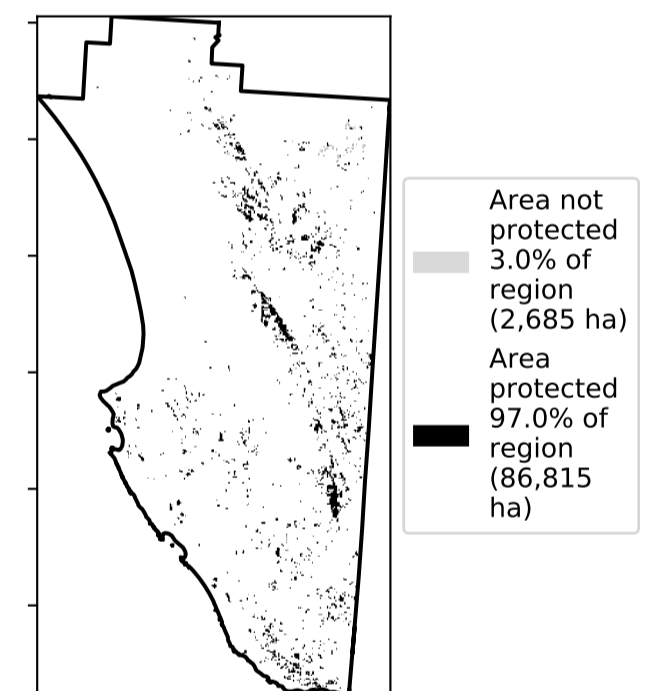 Area not
protected
3.0% of
region
(2,685 ha)
Area
protected
97.0% of
region
(86,815
ha)